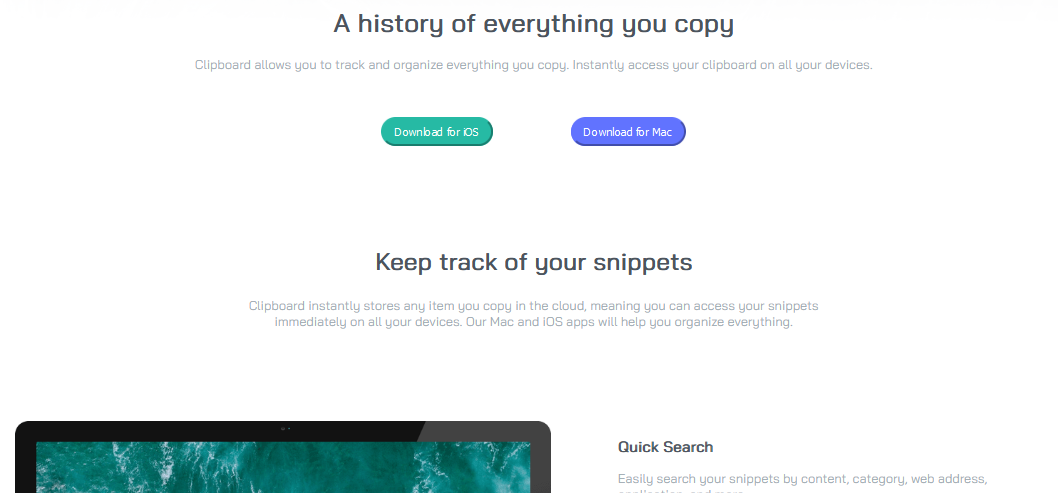 A history of everything you copy
Clipboard allows you to track and organize everything you copy. Instantly access your clipboard on all your devices.
Download for iOS
Download for Mac
Keep track of your snippets
Clipboard instantly stores any item you copy in the cloud, meaning you can access your snippets
immediately on all your devices. Our Mac and iOS apps will help you organize everything.
Quick Search
Easily search your snippets by content, category, web address,